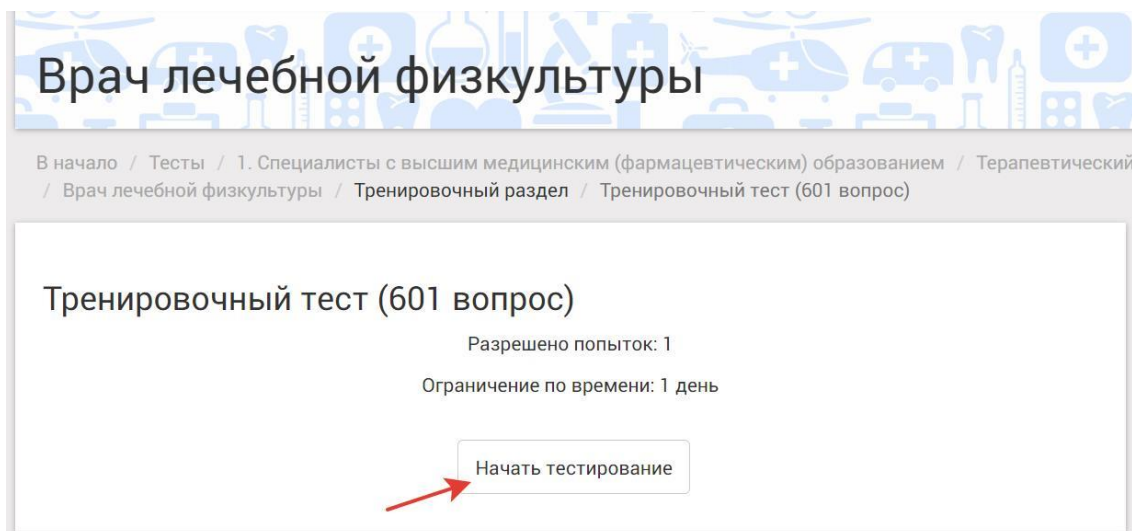 Врач лечебной физкультуры
В начало / Тесты / 1. Специалисты с высшим медицинским (фармацевтическим) образованием / Терапевтический
/ Врач лечебной физкультуры / Тренировочный раздел / Тренировочный тест (601 вопрос)
Тренировочный тест (601 вопрос)
Разрешено попыток: 1
Ограничение по времени: 1 день
Начать тестирование